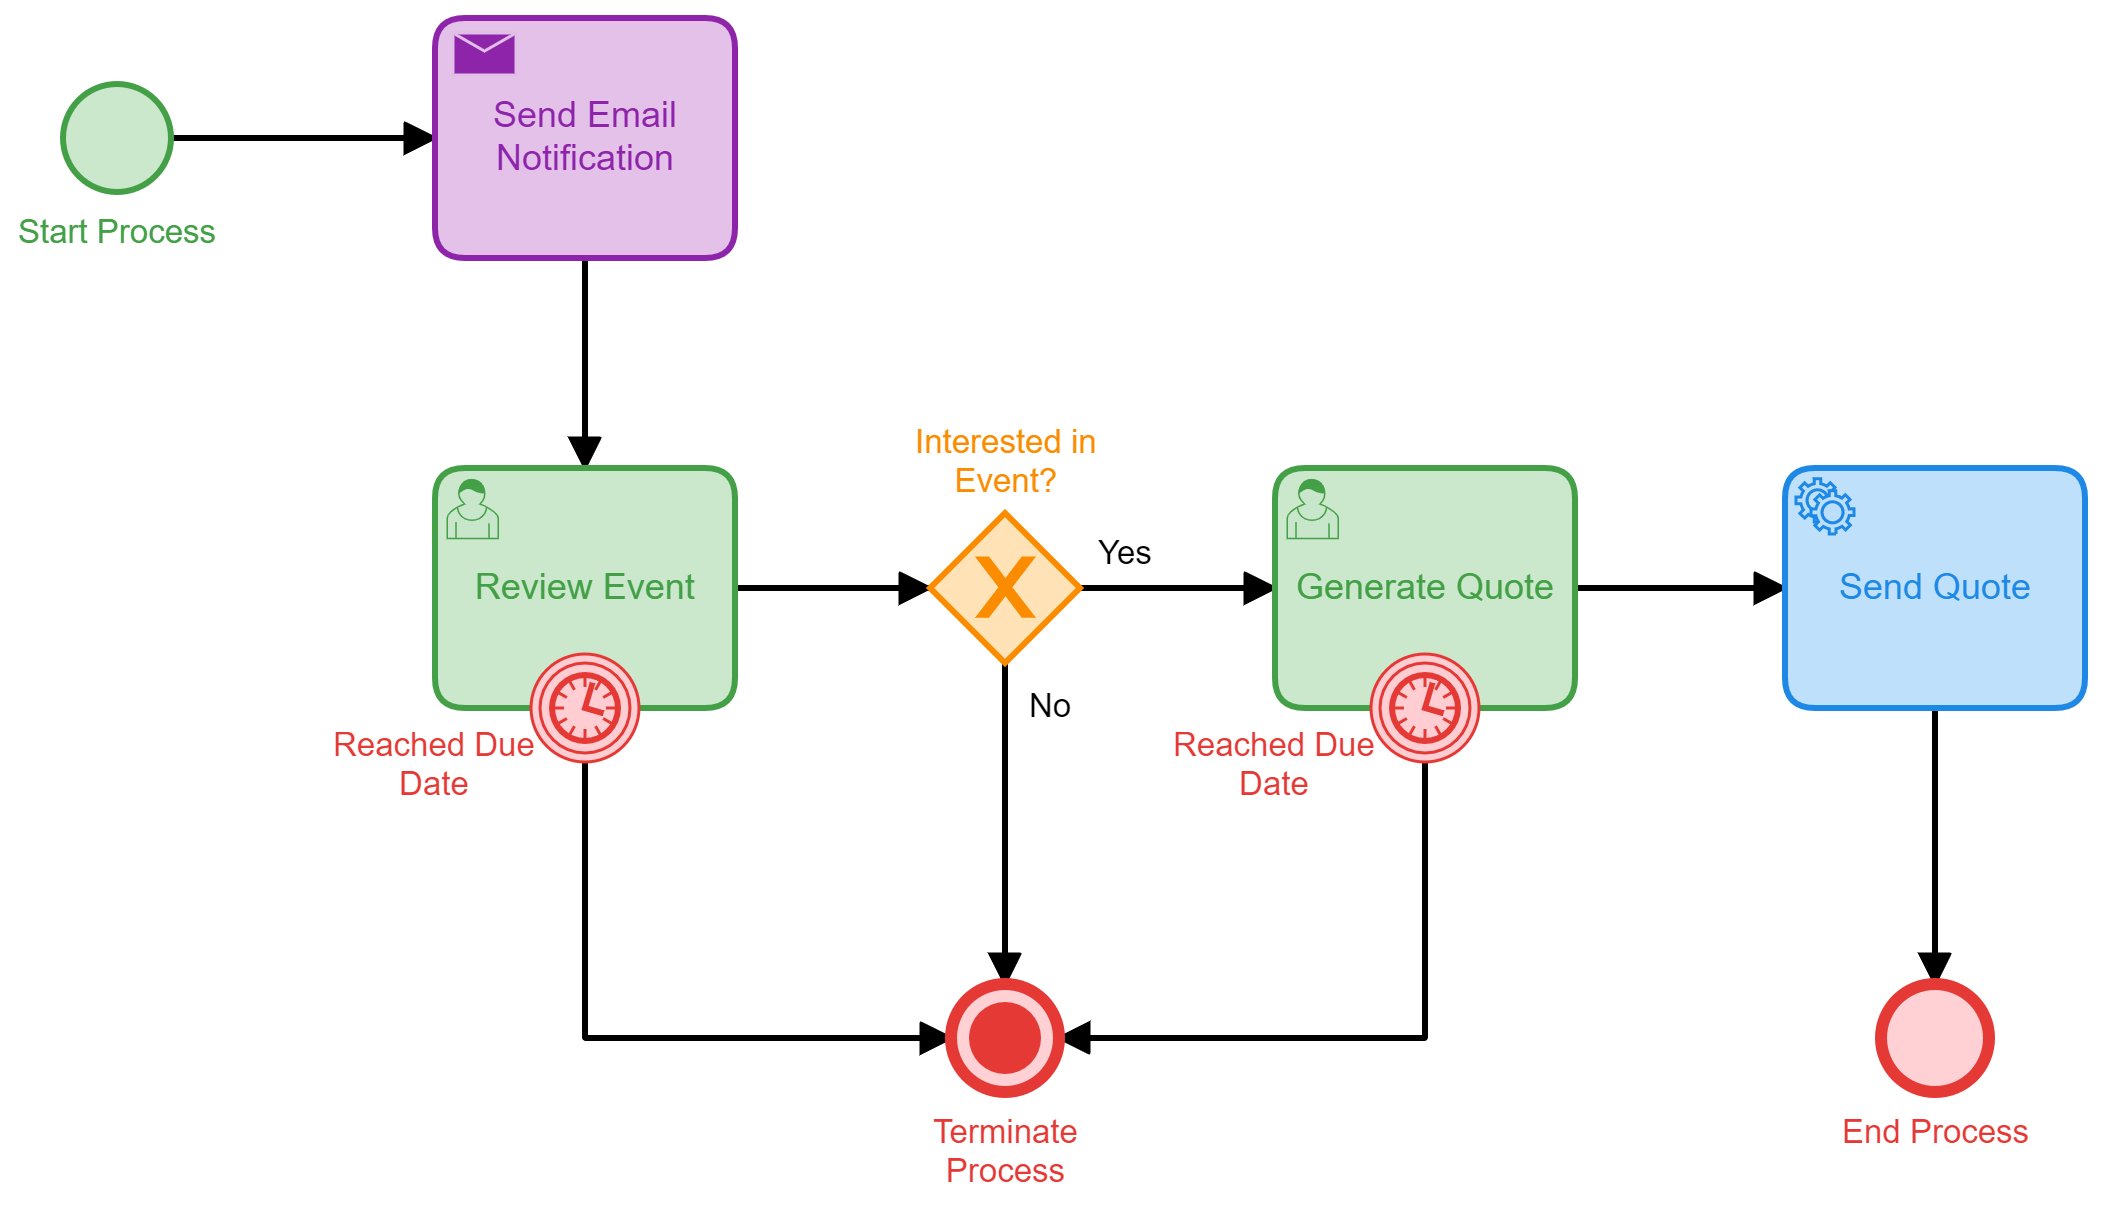 Send Email
Notification
Start Process
Interested in
Event?
Yes
Review Event
X
Generate Quote
Send Quote
No
Reached Due
Date
Reached Due
Date
Terminate
Process
End Process